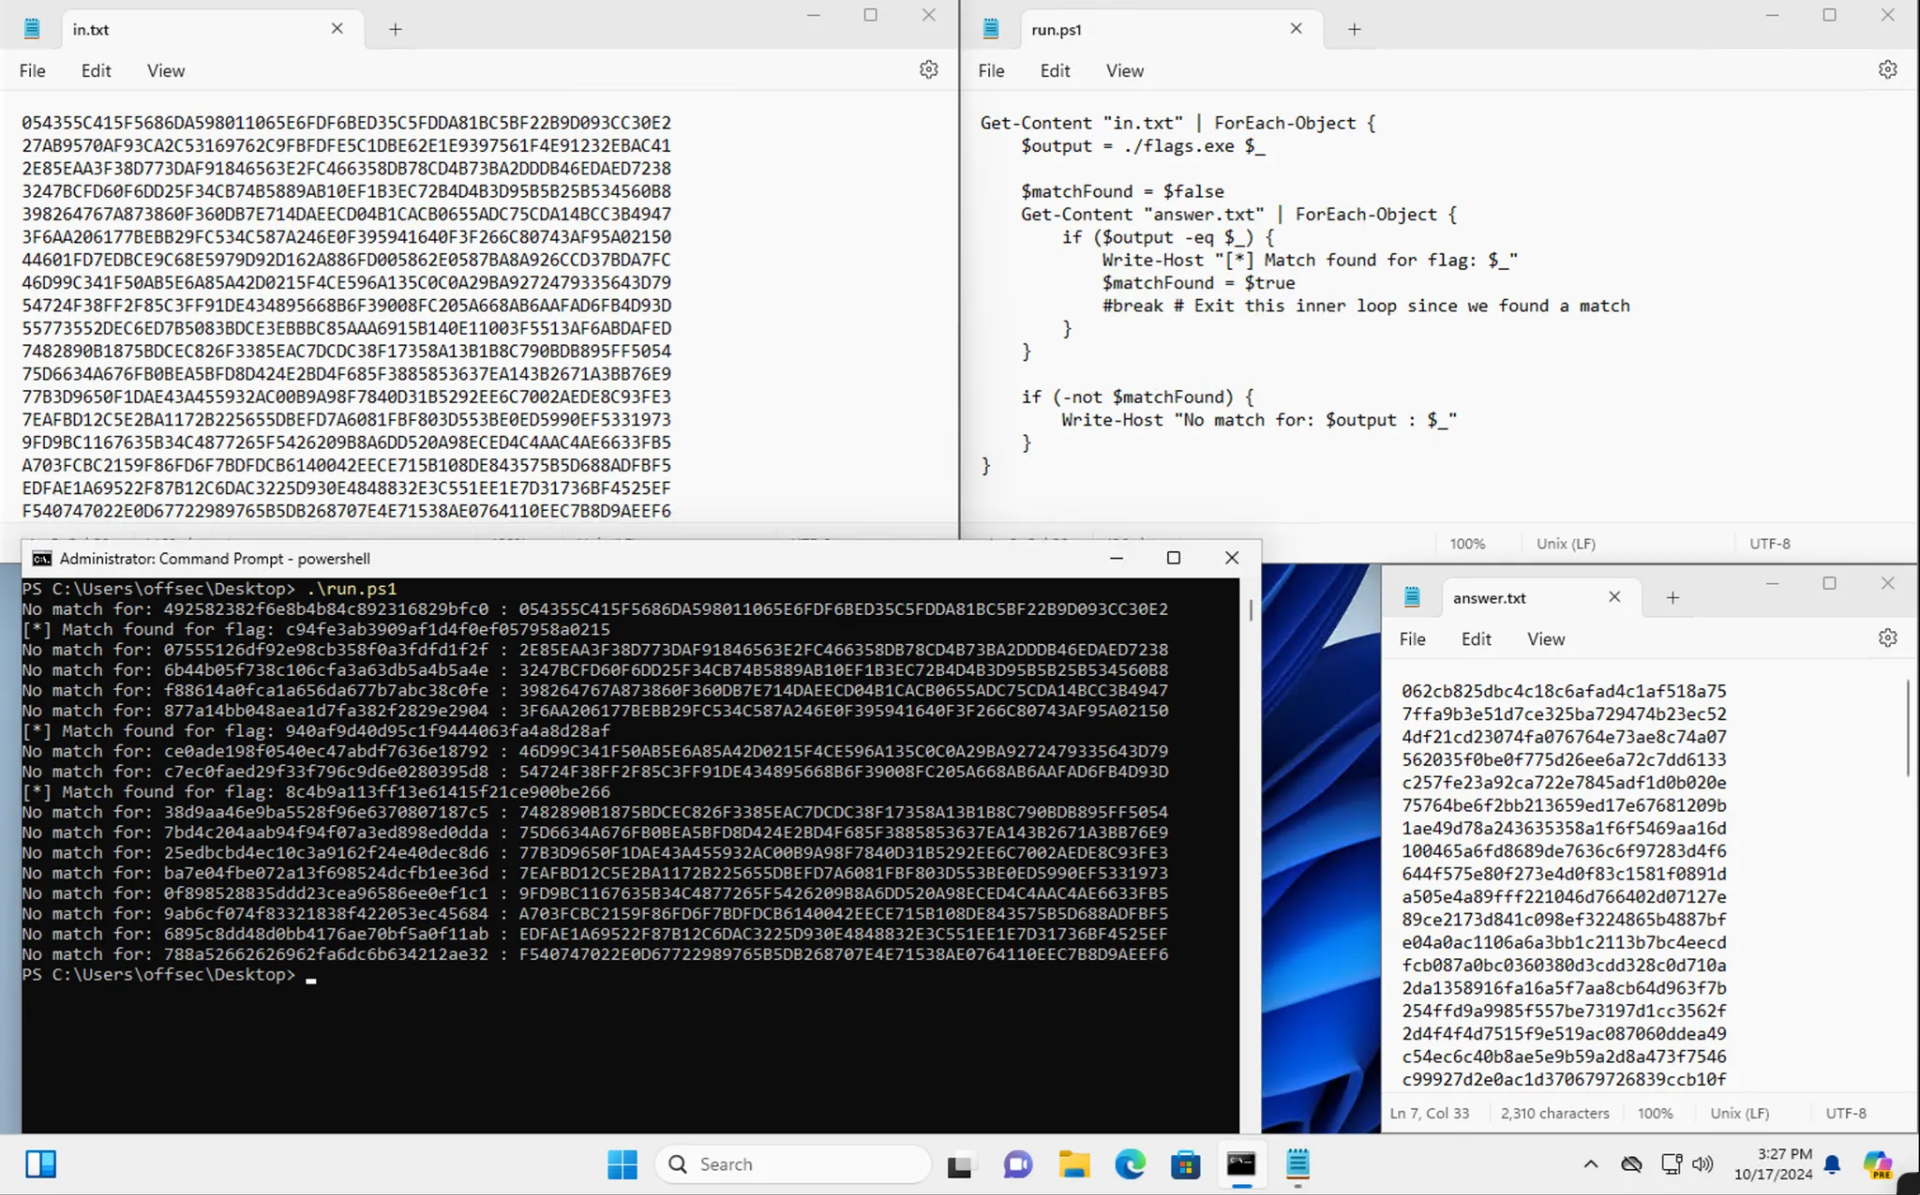 in.txt
File Edit View
054355C415F5686DA598011065E6FDF6BED35C5FDDA81BC5BF22B9D093CC30E2
27AB9570AF93CA2C53169762C9FBFDFE5C1DBE62E1E9397561F4E91232EBAC41
2E85EAA3F38D773DAF91846563E2FC466358DB78CD4B73BA2DDDB46EDAED7238
3247BCFD60F6DD25F34CB74B5889AB10EF1B3EC72B4D4B3D95B5B25B534560B8
398264767A873860F360DB7E714DAEECD04B1CACB0655ADC75CDA14BCC3B4947
3F6AA206177BEBB29FC534C587A246E0F395941640F3F266C80743AF95A02150
44601FD7EDBCE9C68E5979D92D162A886FD005862E0587BA8A926CCD37BDA7FC
46D99C341F50AB5E6A85A42D0215F4CE596A135C0C0A29BA9272479335643D79
54724F38FF2F85C3FF91DE434895668B6F39008FC205A668AB6AAFAD6FB4D93D
55773552DEC6ED7B5083BDCE3EBBBC85AAA6915B140E11003F5513AF6ABDAFED
7482890B1875BDCEC826F3385EAC7DCDC38F17358A13B1B8C790BDB895FF5054
75D6634A676FB0BEA5BFD8D424E2BD4F685F3885853637EA143B2671A3BB76E9
77B3D9650F1DAE43A455932AC00B9A98F7840D31B5292EE6C7002AEDE8C93FE3
7EAFBD12C5E2BA1172B225655DBEFD7A6081FBF803D553BE0ED5990EF5331973
9FD9BC1167635B34C4877265F5426209B8A6DD520A98ECED4C4AAC4AE6633FB5
A703FCBC2159F86FD6F7BDFDCB6140042EECE715B108DE843575B5D688ADFBF5
EDFAE1A69522F87B12C6DAC3225D930E4848832E3C551EE1E7D31736BF4525EF
F540747022E0D67722989765B5DB268707E4E71538AE0764110EEC7B8D9AEEF6
run.ps1
File Edit View
Get-Content "in.txt" | ForEach-Object {
$output = ./flags.exe $_
$matchFound = $false
Get-Content "answer.txt" | ForEach-Object {
if ($output -eq $_) {
Write-Host "[*] Match found for flag: $_"
$matchFound = $true
#break # Exit this inner loop since we found a match
}
}
if (-not $matchFound) {
Write-Host "No match for: $output : $_"
}
}
100% Unix (LF) UTF-8
Administrator: Command Prompt - powershell
PS C:\Users\offsec\Desktop> .\run.ps1
No match for: 492582382f6e8b4b84c892316829bfc0 : 054355C415F5686DA598011065E6FDF6BED35C5FDDA81BC5BF22B9D093CC30E2
[*] Match found for flag: c94fe3ab3909af1d4f0ef057958a0215
No match for: 07555126df92e98cb358f0a3fdfd1f2f : 2E85EAA3F38D773DAF91846563E2FC466358DB78CD4B73BA2DDDB46EDAED7238
No match for: 6b44b05f738c106cfa3a63db5a4b5a4e : 3247BCFD60F6DD25F34CB74B5889AB10EF1B3EC72B4D4B3D95B5B25B534560B8
No match for: f88614a0fca1a656da677b7abc38c0fe : 398264767A873860F360DB7E714DAEECD04B1CACB0655ADC75CDA14BCC3B4947
No match for: 877a14bb048aea1d7fa382f2829e2904 : 3F6AA206177BEBB29FC534C587A246E0F395941640F3F266C80743AF95A02150
[*] Match found for flag: 940af9d40d95c1f9444063fa4a8d28af
No match for: ce0ade198f0540ec47abdf7636e18792 : 46D99C341F50AB5E6A85A42D0215F4CE596A135C0C0A29BA9272479335643D79
No match for: c7ec0faed29f33f796c9d6e0280395d8 : 54724F38FF2F85C3FF91DE434895668B6F39008FC205A668AB6AAFAD6FB4D93D
[*] Match found for flag: 8c4b9a113ff13e61415f21ce900be266
No match for: 38d9aa46e9ba5528f96e6370807187c5 : 7482890B1875BDCEC826F3385EAC7DCDC38F17358A13B1B8C790BDB895FF5054
No match for: 7bd4c204aab94f94f07a3ed898ed0dda : 75D6634A676FB0BEA5BFD8D424E2BD4F685F3885853637EA143B2671A3BB76E9
No match for: 25edbcbd4ec10c3a9162f24e40dec8d6 : 77B3D9650F1DAE43A455932AC00B9A98F7840D31B5292EE6C7002AEDE8C93FE3
No match for: ba7e04fbe072a13f698524dcfb1ee36d : 7EAFBD12C5E2BA1172B225655DBEFD7A6081FBF803D553BE0ED5990EF5331973
No match for: 0f898528835ddd23cea96586ee0ef1c1 : 9FD9BC1167635B34C4877265F5426209B8A6DD520A98ECED4C4AAC4AE6633FB5
No match for: 9ab6cf074f83321838f422053ec45684 : A703FCBC2159F86FD6F7BDFDCB6140042EECE715B108DE843575B5D688ADFBF5
No match for: 6895c8dd48d0bb4176ae70bf5a0f11ab : EDFAE1A69522F87B12C6DAC3225D930E4848832E3C551EE1E7D31736BF4525EF
No match for: 788a52662626962fa6dc6b634212ae32 : F540747022E0D67722989765B5DB268707E4E71538AE0764110EEC7B8D9AEEF6
PS C:\Users\offsec\Desktop>
answer.txt
File Edit View
062cb825dbc4c18c6afad4c1af518a75
7ffa9b3e51d7ce325ba729474b23ec52
4df21cd23074fa076764e73ae8c74a07
562035f0be0f775d26ee6a72c7dd6133
c257fe23a92ca722e7845adf1d0b020e
75764be6f2bb213659ed17e67681209b
1ae49d78a243635358a1f6f5469aa16d
100465a6fd8689de7636c6f97283d4f6
644f575e80f273e4d0f83c1581f0891d
a505e4a89fff221046d766402d07127e
89ce2173d841c098ef3224865b4887bf
e04a0ac1106a6a3bb1c2113b7bc4eecd
fcb087a0bc0360380d3cdd328c0d710a
2da1358916fa16a5f7aa8cb64d963f7b
254ffd9a9985f557be73197d1cc3562f
2d4f4f4d7515f9e519ac087060ddea49
c54ec6c40b8ae5e9b59a2d8a473f7546
c99927d2e0ac1d370679726839ccb10f
Ln 7, Col 33 2,310 characters 100% Unix (LF) UTF-8
Search
3:27 PM
10/17/2024
PRE